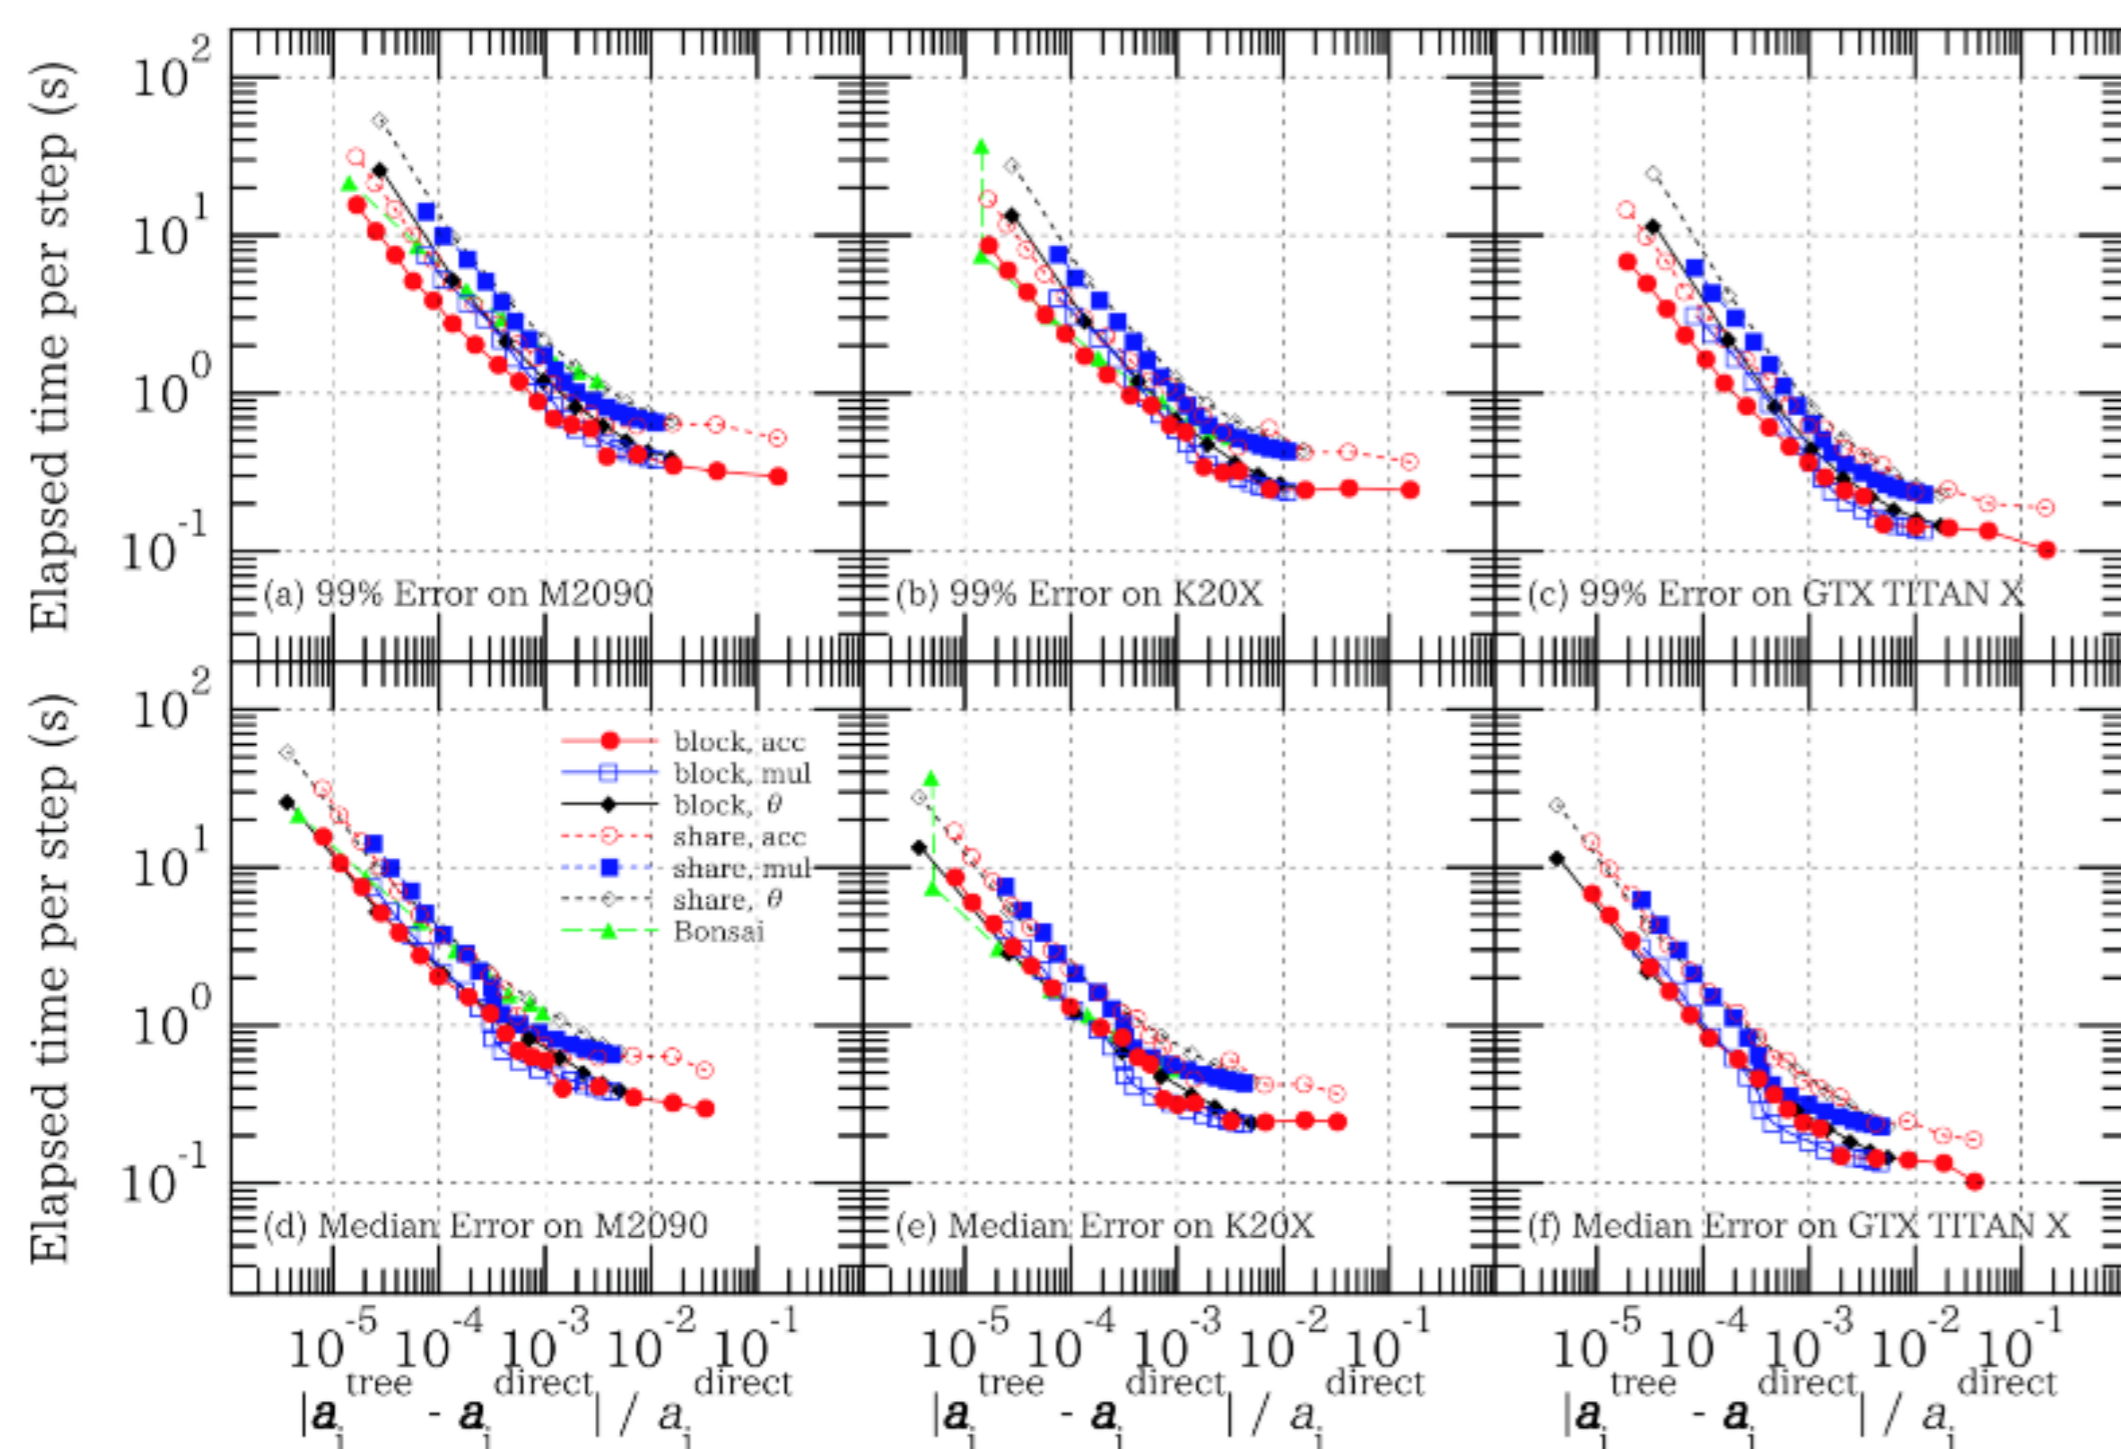 Elapsed time per step (s)
10^2
10^1
10^0
10^-1
(a) 99% Error on M2090
(b) 99% Error on K20X
(c) 99% Error on GTX TITAN X
Elapsed time per step (s)
10^2
10^1
10^0
10^-1
block, acc
block, mul
block, θ
share, acc
share, mul
share, θ
Bonsai
(d) Median Error on M2090
(e) Median Error on K20X
(f) Median Error on GTX TITAN X
10^-5 10^-4 10^-3 10^-2 10^-1
10^-5 10^-4 10^-3 10^-2 10^-1
10^-5 10^-4 10^-3 10^-2 10^-1
|a_i^tree - a_i^direct| / a_i^direct
|a_i^tree - a_i^direct| / a_i^direct
|a_i^tree - a_i^direct| / a_i^direct